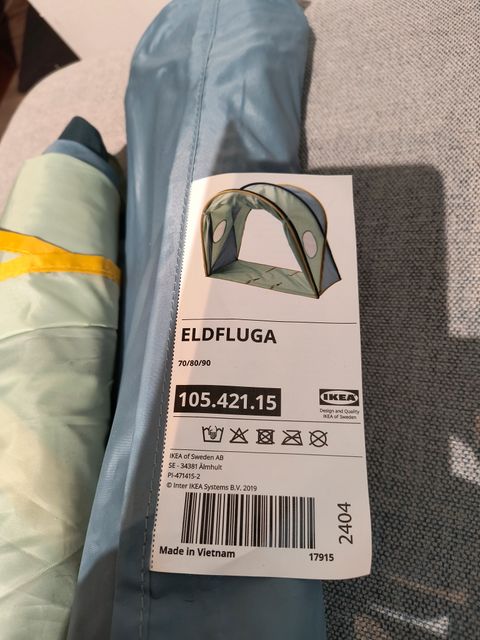 ELDFLUGA
70/80/90
105.421.15
IKEA
Design and Quality
IKEA of Sweden
IKEA of Sweden AB
SE - 34381 Älmhult
PI-471415-2
© Inter IKEA Systems B.V. 2019
2404
Made in Vietnam
17915